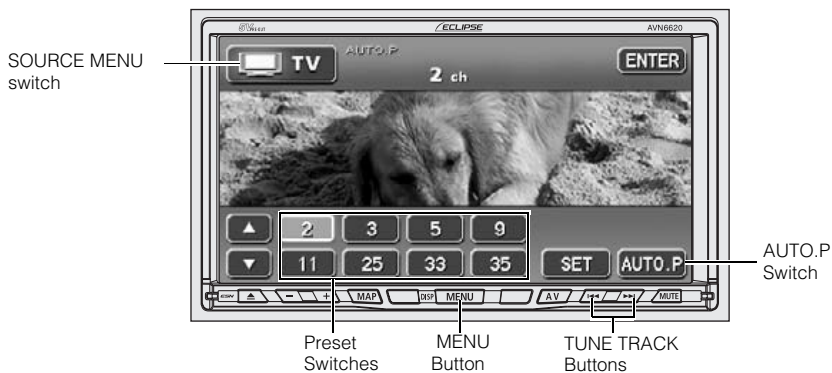 ECLIPSE
AVN6620
SOURCE MENU
switch
TV
AUTO.P
2 ch
ENTER
2 3 5 9
11 25 33 35
SET AUTO.P
AUTO.P
Switch
ESN
− + MAP DISP MENU AV MUTE
Preset
Switches
MENU
Button
TUNE TRACK
Buttons